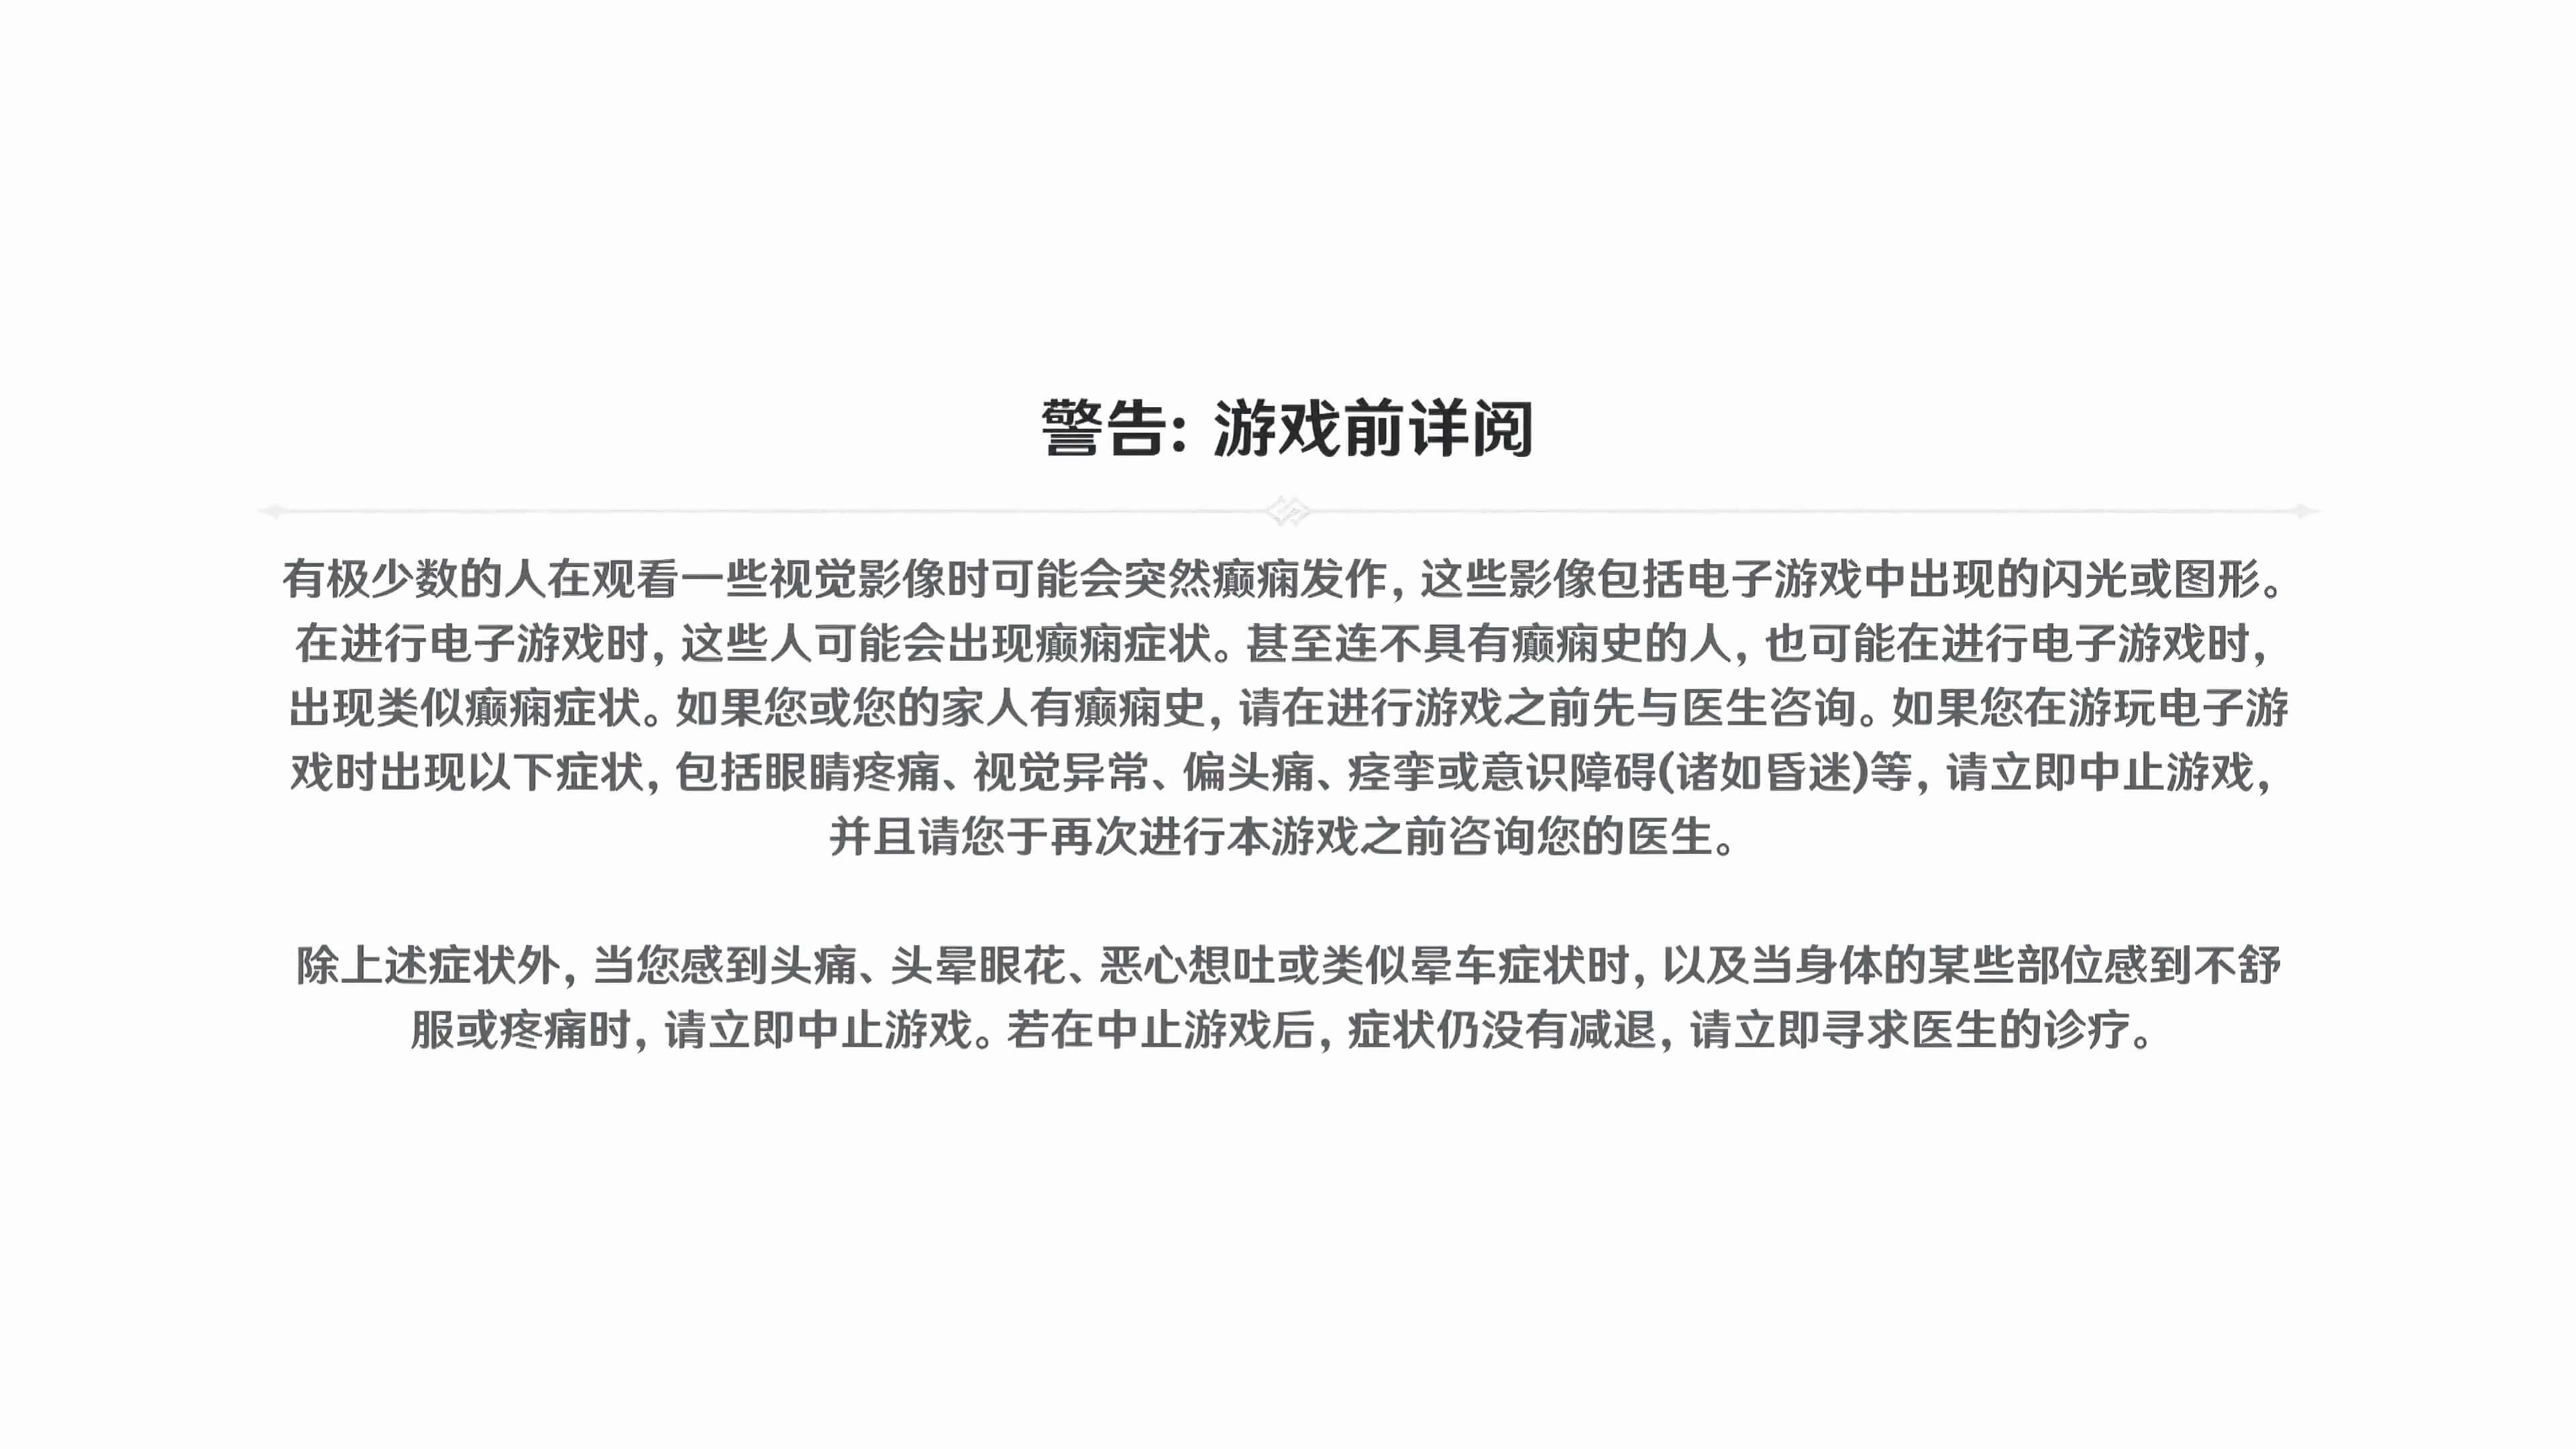 警告: 游戏前详阅
有极少数的人在观看一些视觉影像时可能会突然癫痫发作, 这些影像包括电子游戏中出现的闪光或图形。
在进行电子游戏时, 这些人可能会出现癫痫症状。甚至连不具有癫痫史的人, 也可能在进行电子游戏时,
出现类似癫痫症状。如果您或您的家人有癫痫史, 请在进行游戏之前先与医生咨询。如果您在游玩电子游
戏时出现以下症状, 包括眼睛疼痛、视觉异常、偏头痛、痉挛或意识障碍(诸如昏迷)等, 请立即中止游戏,
并且请您于再次进行本游戏之前咨询您的医生。
除上述症状外, 当您感到头痛、头晕眼花、恶心想吐或类似晕车症状时, 以及当身体的某些部位感到不舒
服或疼痛时, 请立即中止游戏。若在中止游戏后, 症状仍没有减退, 请立即寻求医生的诊疗。